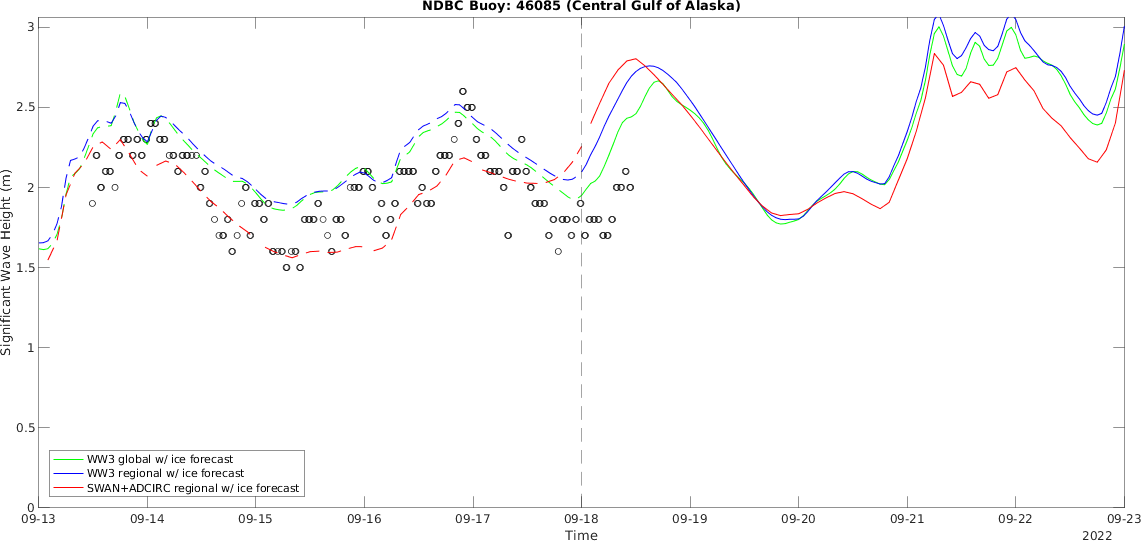 NDBC Buoy: 46085 (Central Gulf of Alaska)
3
2.5
2
1.5
1
0.5
0
Significant Wave Height (m)
WW3 global w/ ice forecast
WW3 regional w/ ice forecast
SWAN+ADCIRC regional w/ ice forecast
09-13 09-14 09-15 09-16 09-17 09-18 09-19 09-20 09-21 09-22 09-23
Time
2022